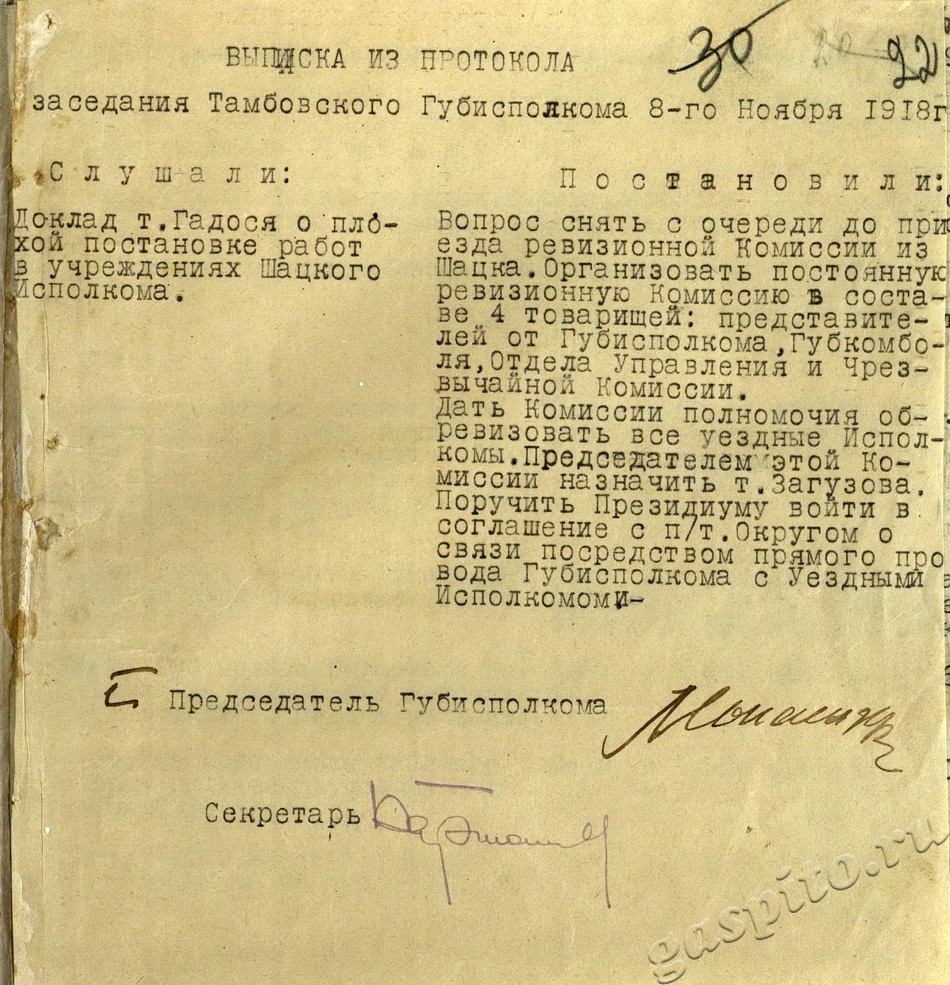 30 20 22
ВЫПИСКА ИЗ ПРОТОКОЛА
заседания Тамбовского Губисполкома 8-го Ноября 1918г
Слушали:
Доклад т.Гадося о пло-
хой постановке работ
в учреждениях Шацкого
Исполкома.
Постановили:
Вопрос снять с очереди до при
езда ревизионной Комиссии из
Шацка.Организовать постоянную
ревизионную Комиссию в соста-
ве 4 товарищей: представите-
лей от Губисполкома,Губкомбо-
ля,Отдела Управления и Чрез-
вычайной Комиссии.
Дать Комиссии полномочия об-
ревизовать все уездные Испол-
комы.Председателем этой Ко-
миссии назначить т.Загузова.
Поручить Президиуму войти в
соглашение с п/т.Округом о
связи посредством прямого про
вода Губисполкома с Уездными
Исполкомоми-
Председатель Губисполкома
Секретарь
gaspito.ru